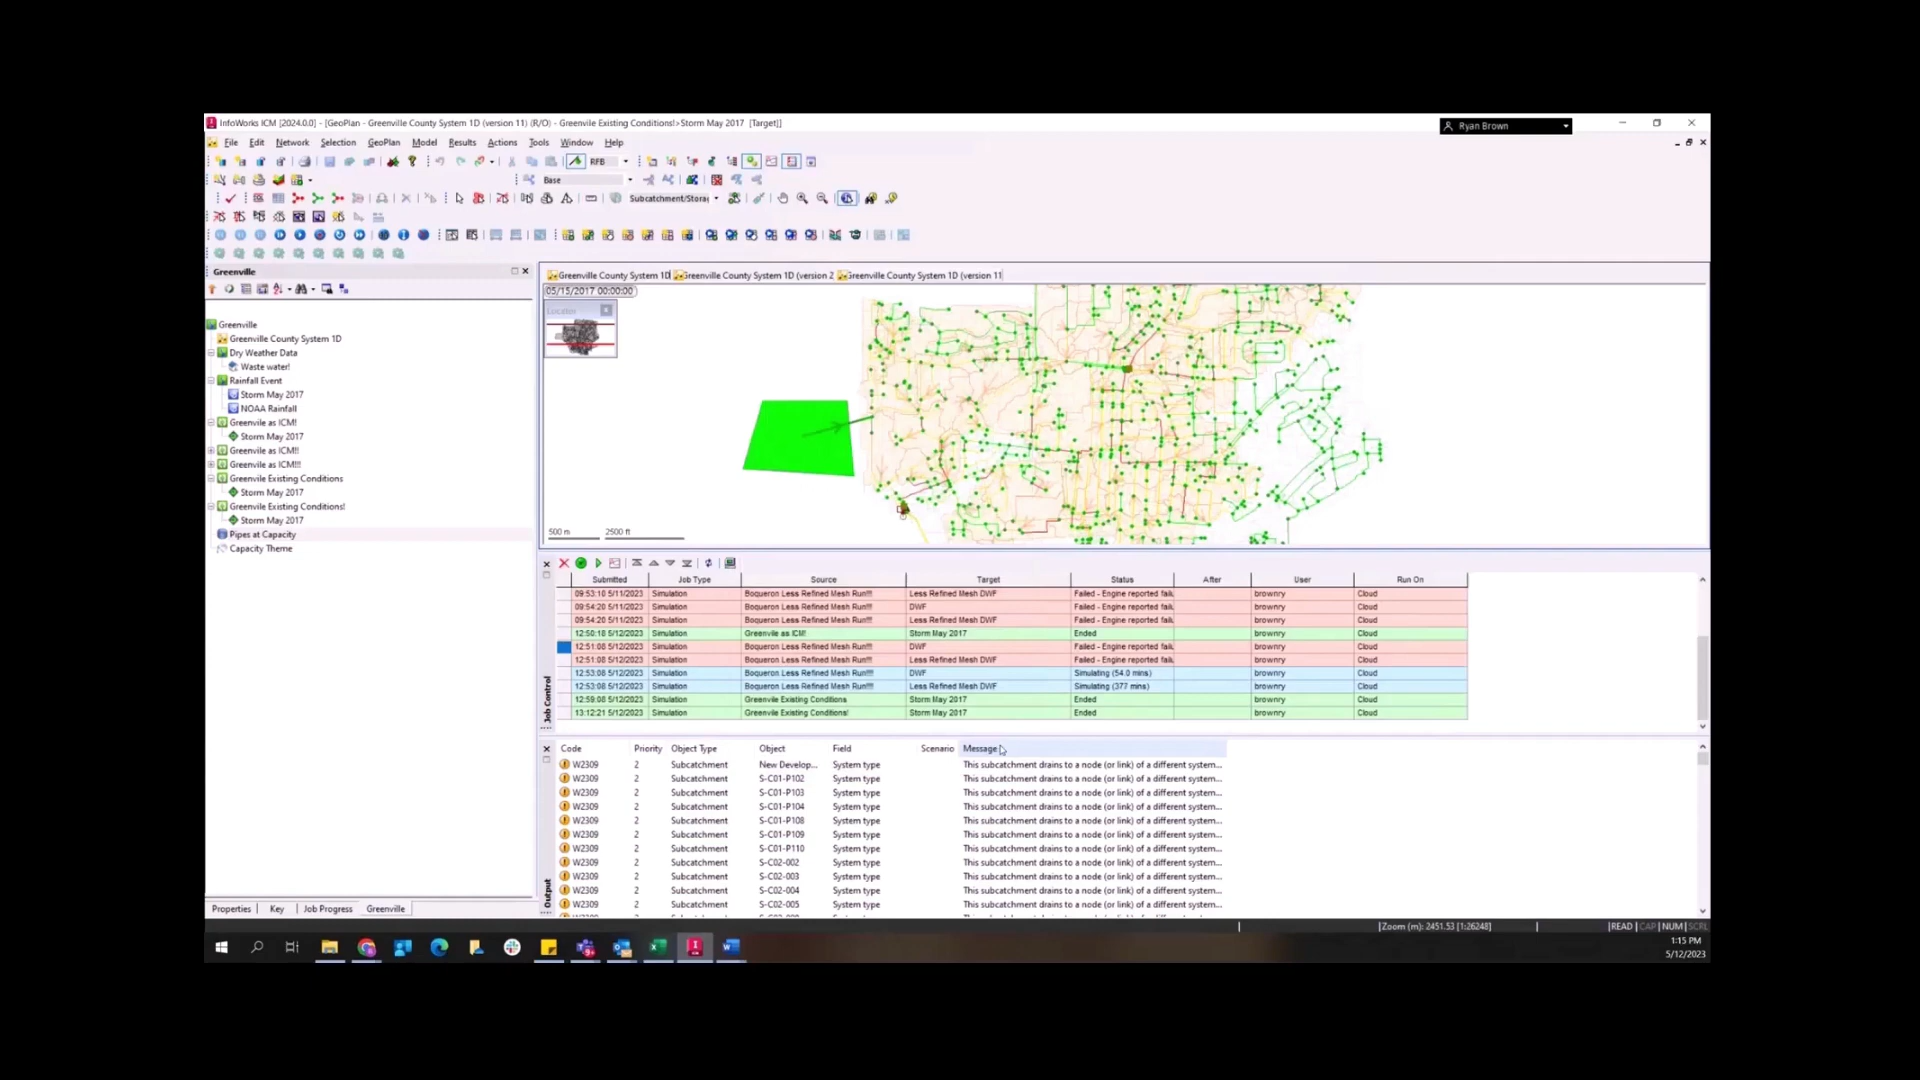 InfoWorks ICM [2024.0.0] - [GeoPlan - Greenville County System 1D (version 11) (R/O) - Greenville Existing Conditions!>Storm May 2017 [Target]]
Ryan Brown
File Edit Network Selection GeoPlan Model Results Actions Tools Window Help
RFB
Base
Subcatchment/Stora
Greenville
Greenville County System 1D Greenville County System 1D (version 2 Greenville County System 1D (version 11
05/15/2017 00:00:00
Locator
Greenville
Greenville County System 1D
Dry Weather Data
Waste water!
Rainfall Event
Storm May 2017
NOAA Rainfall
Greenvile as ICM!
Storm May 2017
Greenvile as ICM!!
Greenvile as ICM!!!
Greenville Existing Conditions
Storm May 2017
Greenville Existing Conditions!
Storm May 2017
Pipes at Capacity
Capacity Theme
500 m 2500 ft
Job Control
Submitted Job Type Source Target Status After User Run On
09:53:10 5/11/2023 Simulation Boqueron Less Refined Mesh Run!!! Less Refined Mesh DWF Failed - Engine reported failu brownry Cloud
09:54:20 5/11/2023 Simulation Boqueron Less Refined Mesh Run!!! DWF Failed - Engine reported failu brownry Cloud
09:54:20 5/11/2023 Simulation Boqueron Less Refined Mesh Run!!! Less Refined Mesh DWF Failed - Engine reported failu brownry Cloud
12:50:18 5/12/2023 Simulation Greenvile as ICM! Storm May 2017 Ended brownry Cloud
12:51:08 5/12/2023 Simulation Boqueron Less Refined Mesh Run!!! DWF Failed - Engine reported failu brownry Cloud
12:51:08 5/12/2023 Simulation Boqueron Less Refined Mesh Run!!! Less Refined Mesh DWF Failed - Engine reported failu brownry Cloud
12:53:08 5/12/2023 Simulation Boqueron Less Refined Mesh Run!!!! DWF Simulating (54.0 mins) brownry Cloud
12:53:08 5/12/2023 Simulation Boqueron Less Refined Mesh Run!!!! Less Refined Mesh DWF Simulating (377 mins) brownry Cloud
12:59:08 5/12/2023 Simulation Greenvile Existing Conditions Storm May 2017 Ended brownry Cloud
13:12:21 5/12/2023 Simulation Greenvile Existing Conditions! Storm May 2017 Ended brownry Cloud
Output
Code Priority Object Type Object Field Scenario Message
W2309 2 Subcatchment New Develop... System type This subcatchment drains to a node (or link) of a different system...
W2309 2 Subcatchment S-C01-P102 System type This subcatchment drains to a node (or link) of a different system...
W2309 2 Subcatchment S-C01-P103 System type This subcatchment drains to a node (or link) of a different system...
W2309 2 Subcatchment S-C01-P104 System type This subcatchment drains to a node (or link) of a different system...
W2309 2 Subcatchment S-C01-P108 System type This subcatchment drains to a node (or link) of a different system...
W2309 2 Subcatchment S-C01-P109 System type This subcatchment drains to a node (or link) of a different system...
W2309 2 Subcatchment S-C01-P110 System type This subcatchment drains to a node (or link) of a different system...
W2309 2 Subcatchment S-C02-002 System type This subcatchment drains to a node (or link) of a different system...
W2309 2 Subcatchment S-C02-003 System type This subcatchment drains to a node (or link) of a different system...
W2309 2 Subcatchment S-C02-004 System type This subcatchment drains to a node (or link) of a different system...
W2309 2 Subcatchment S-C02-005 System type This subcatchment drains to a node (or link) of a different system...
Properties Key Job Progress Greenville
Zoom (m): 2451.53 [1:26248] READ CAP NUM SCRL
1:15 PM
5/12/2023